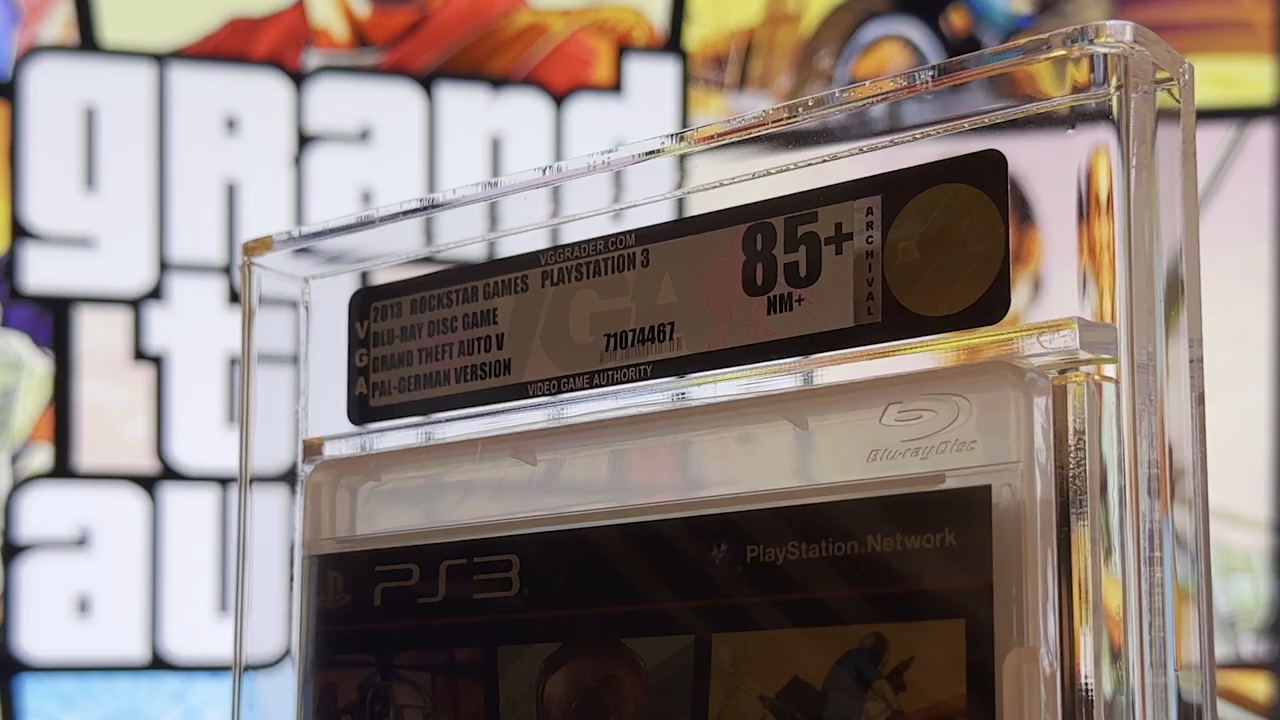 grand
t
au
VGGRADER.COM
VGA
2013 ROCKSTAR GAMES PLAYSTATION 3
BLU-RAY DISC GAME
GRAND THEFT AUTO V
PAL-GERMAN VERSION
71074467
85+
NM+
ARCHIVAL
VGA
VIDEO GAME AUTHORITY
Blu-ray Disc
PS3
PlayStation Network